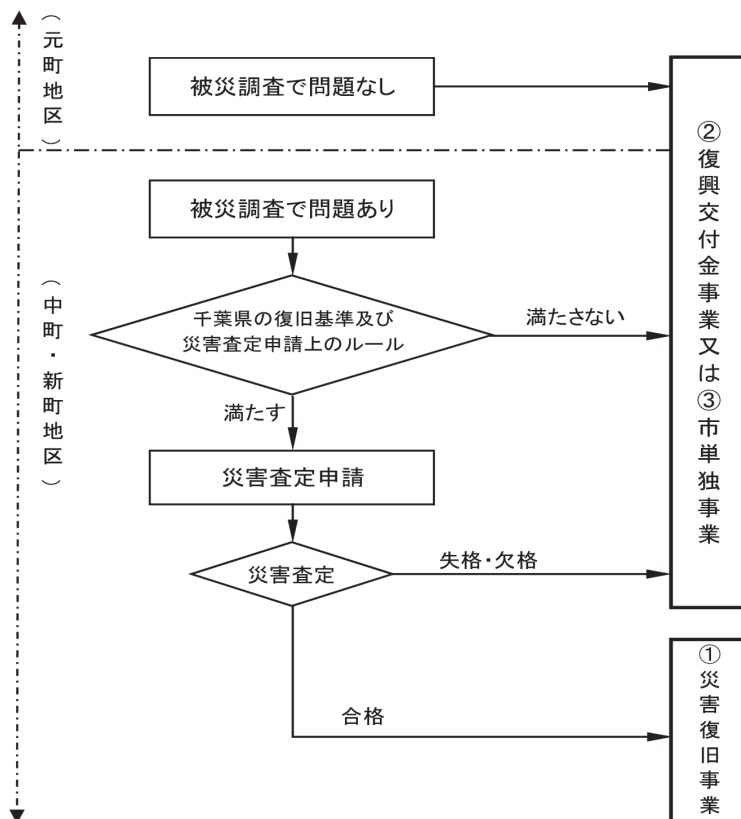 （元町地区）
被災調査で問題なし
②復興交付金事業又は③市単独事業
被災調査で問題あり
（中町・新町地区）
千葉県の復旧基準及び
災害査定申請上のルール
満たさない
満たす
災害査定申請
災害査定
失格・欠格
合格
①災害復旧事業